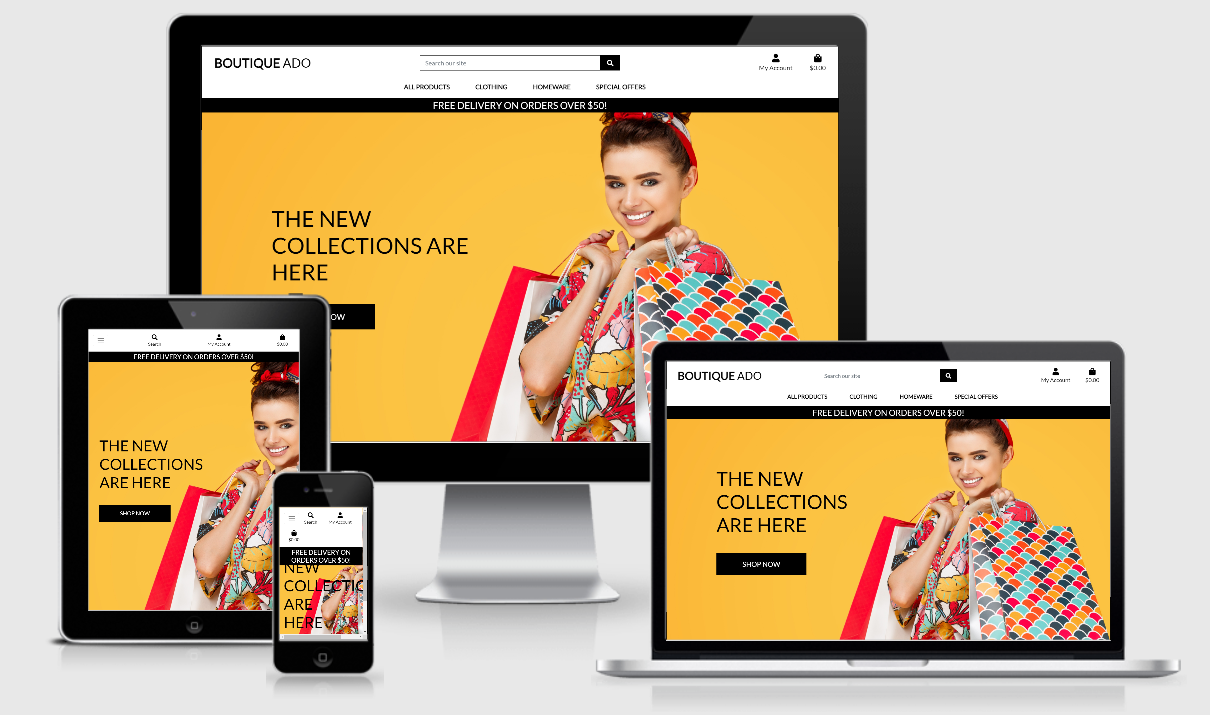 BOUTIQUE ADO
Search our site
My Account
$0.00
ALL PRODUCTS CLOTHING HOMEWARE SPECIAL OFFERS
FREE DELIVERY ON ORDERS OVER $50!
THE NEW
COLLECTIONS ARE
HERE
OW
Search
My Account
$0.00
FREE DELIVERY ON ORDERS OVER $50!
THE NEW
COLLECTIONS
ARE HERE
SHOP NOW
Search
My Account
$0.00
FREE DELIVERY ON
ORDERS OVER $50!
NEW
COLLECTIO
ARE
HERE
BOUTIQUE ADO
Search our site
My Account
$0.00
ALL PRODUCTS CLOTHING HOMEWARE SPECIAL OFFERS
FREE DELIVERY ON ORDERS OVER $50!
THE NEW
COLLECTIONS
ARE HERE
SHOP NOW